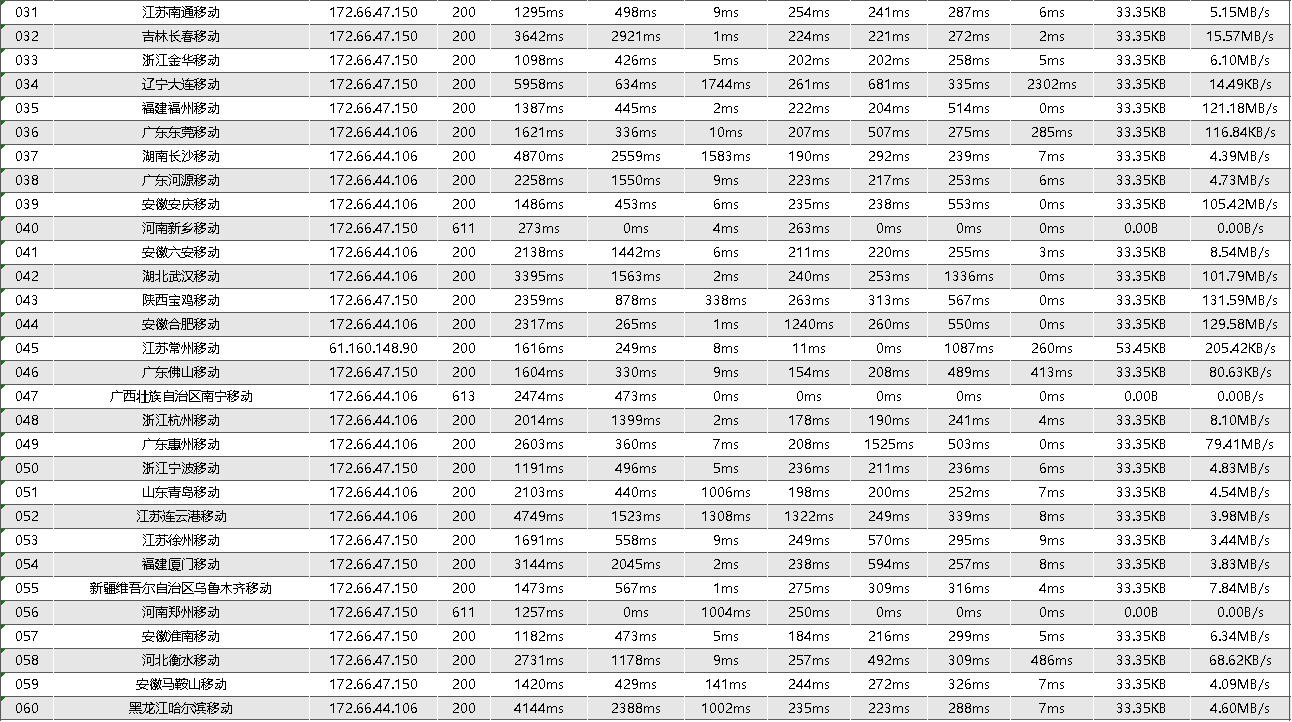 031 江苏南通移动 172.66.47.150 200 1295ms 498ms 9ms 254ms 241ms 287ms 6ms 33.35KB 5.15MB/s
032 吉林长春移动 172.66.47.150 200 3642ms 2921ms 1ms 224ms 221ms 272ms 2ms 33.35KB 15.57MB/s
033 浙江金华移动 172.66.47.150 200 1098ms 426ms 5ms 202ms 202ms 258ms 5ms 33.35KB 6.10MB/s
034 辽宁大连移动 172.66.47.150 200 5958ms 634ms 1744ms 261ms 681ms 335ms 2302ms 33.35KB 14.49KB/s
035 福建福州移动 172.66.47.150 200 1387ms 445ms 2ms 222ms 204ms 514ms 0ms 33.35KB 121.18MB/s
036 广东东莞移动 172.66.44.106 200 1621ms 336ms 10ms 207ms 507ms 275ms 285ms 33.35KB 116.84KB/s
037 湖南长沙移动 172.66.44.106 200 4870ms 2559ms 1583ms 190ms 292ms 239ms 7ms 33.35KB 4.39MB/s
038 广东河源移动 172.66.44.106 200 2258ms 1550ms 9ms 223ms 217ms 253ms 6ms 33.35KB 4.73MB/s
039 安徽安庆移动 172.66.44.106 200 1486ms 453ms 6ms 235ms 238ms 553ms 0ms 33.35KB 105.42MB/s
040 河南新乡移动 172.66.47.150 611 273ms 0ms 4ms 263ms 0ms 0ms 0ms 0.00B 0.00B/s
041 安徽六安移动 172.66.44.106 200 2138ms 1442ms 6ms 211ms 220ms 255ms 3ms 33.35KB 8.54MB/s
042 湖北武汉移动 172.66.44.106 200 3395ms 1563ms 2ms 240ms 253ms 1336ms 0ms 33.35KB 101.79MB/s
043 陕西宝鸡移动 172.66.47.150 200 2359ms 878ms 338ms 263ms 313ms 567ms 0ms 33.35KB 131.59MB/s
044 安徽合肥移动 172.66.44.106 200 2317ms 265ms 1ms 1240ms 260ms 550ms 0ms 33.35KB 129.58MB/s
045 江苏常州移动 61.160.148.90 200 1616ms 249ms 8ms 11ms 0ms 1087ms 260ms 53.45KB 205.42KB/s
046 广东佛山移动 172.66.47.150 200 1604ms 330ms 9ms 154ms 208ms 489ms 413ms 33.35KB 80.63KB/s
047 广西壮族自治区南宁移动 172.66.44.106 613 2474ms 473ms 0ms 0ms 0ms 0ms 0ms 0.00B 0.00B/s
048 浙江杭州移动 172.66.44.106 200 2014ms 1399ms 2ms 178ms 190ms 241ms 4ms 33.35KB 8.10MB/s
049 广东惠州移动 172.66.44.106 200 2603ms 360ms 7ms 208ms 1525ms 503ms 0ms 33.35KB 79.41MB/s
050 浙江宁波移动 172.66.47.150 200 1191ms 496ms 5ms 236ms 211ms 236ms 6ms 33.35KB 4.83MB/s
051 山东青岛移动 172.66.44.106 200 2103ms 440ms 1006ms 198ms 200ms 252ms 7ms 33.35KB 4.54MB/s
052 江苏连云港移动 172.66.44.106 200 4749ms 1523ms 1308ms 1322ms 249ms 339ms 8ms 33.35KB 3.98MB/s
053 江苏徐州移动 172.66.47.150 200 1691ms 558ms 9ms 249ms 570ms 295ms 9ms 33.35KB 3.44MB/s
054 福建厦门移动 172.66.47.150 200 3144ms 2045ms 2ms 238ms 594ms 257ms 8ms 33.35KB 3.83MB/s
055 新疆维吾尔自治区乌鲁木齐移动 172.66.47.150 200 1473ms 567ms 1ms 275ms 309ms 316ms 4ms 33.35KB 7.84MB/s
056 河南郑州移动 172.66.47.150 611 1257ms 0ms 1004ms 250ms 0ms 0ms 0ms 0.00B 0.00B/s
057 安徽淮南移动 172.66.47.150 200 1182ms 473ms 5ms 184ms 216ms 299ms 5ms 33.35KB 6.34MB/s
058 河北衡水移动 172.66.47.150 200 2731ms 1178ms 9ms 257ms 492ms 309ms 486ms 33.35KB 68.62KB/s
059 安徽马鞍山移动 172.66.47.150 200 1420ms 429ms 141ms 244ms 272ms 326ms 7ms 33.35KB 4.09MB/s
060 黑龙江哈尔滨移动 172.66.44.106 200 4144ms 2388ms 1002ms 235ms 223ms 288ms 7ms 33.35KB 4.60MB/s